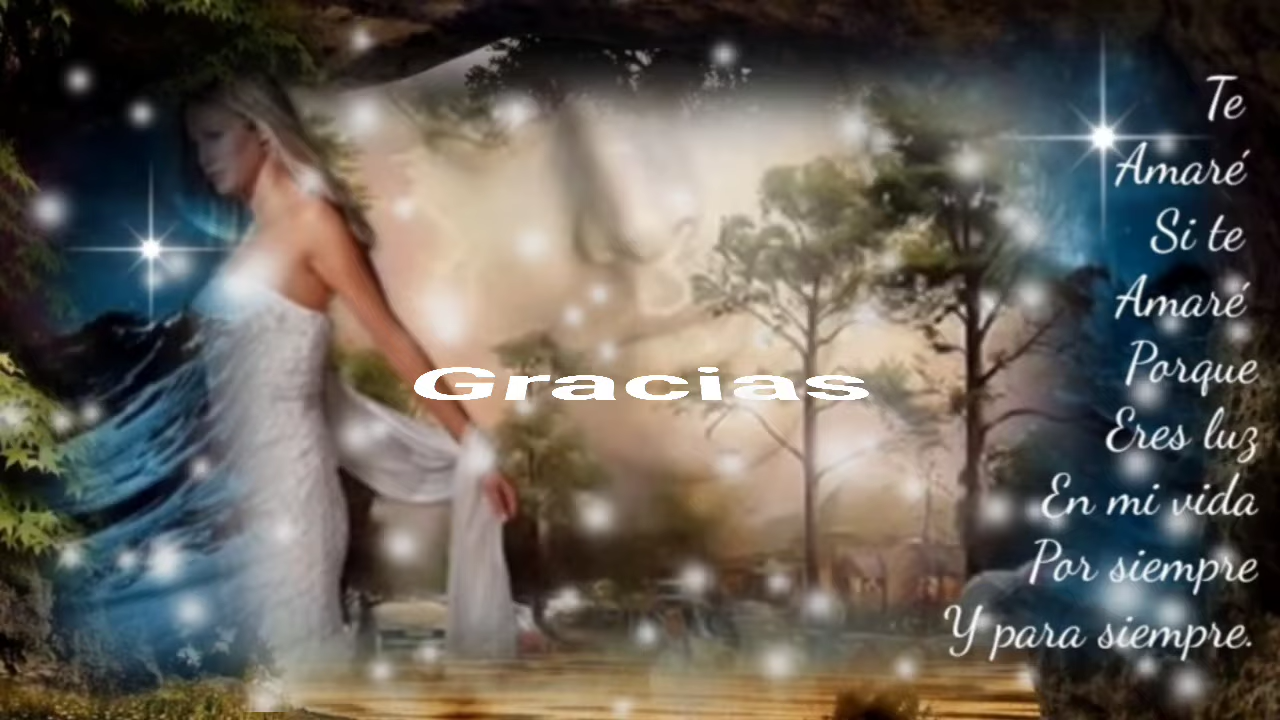 Te
Amaré
Si te
Amaré
Porque
Eres luz
En mi vida
Por siempre
Y para siempre.
Gracias